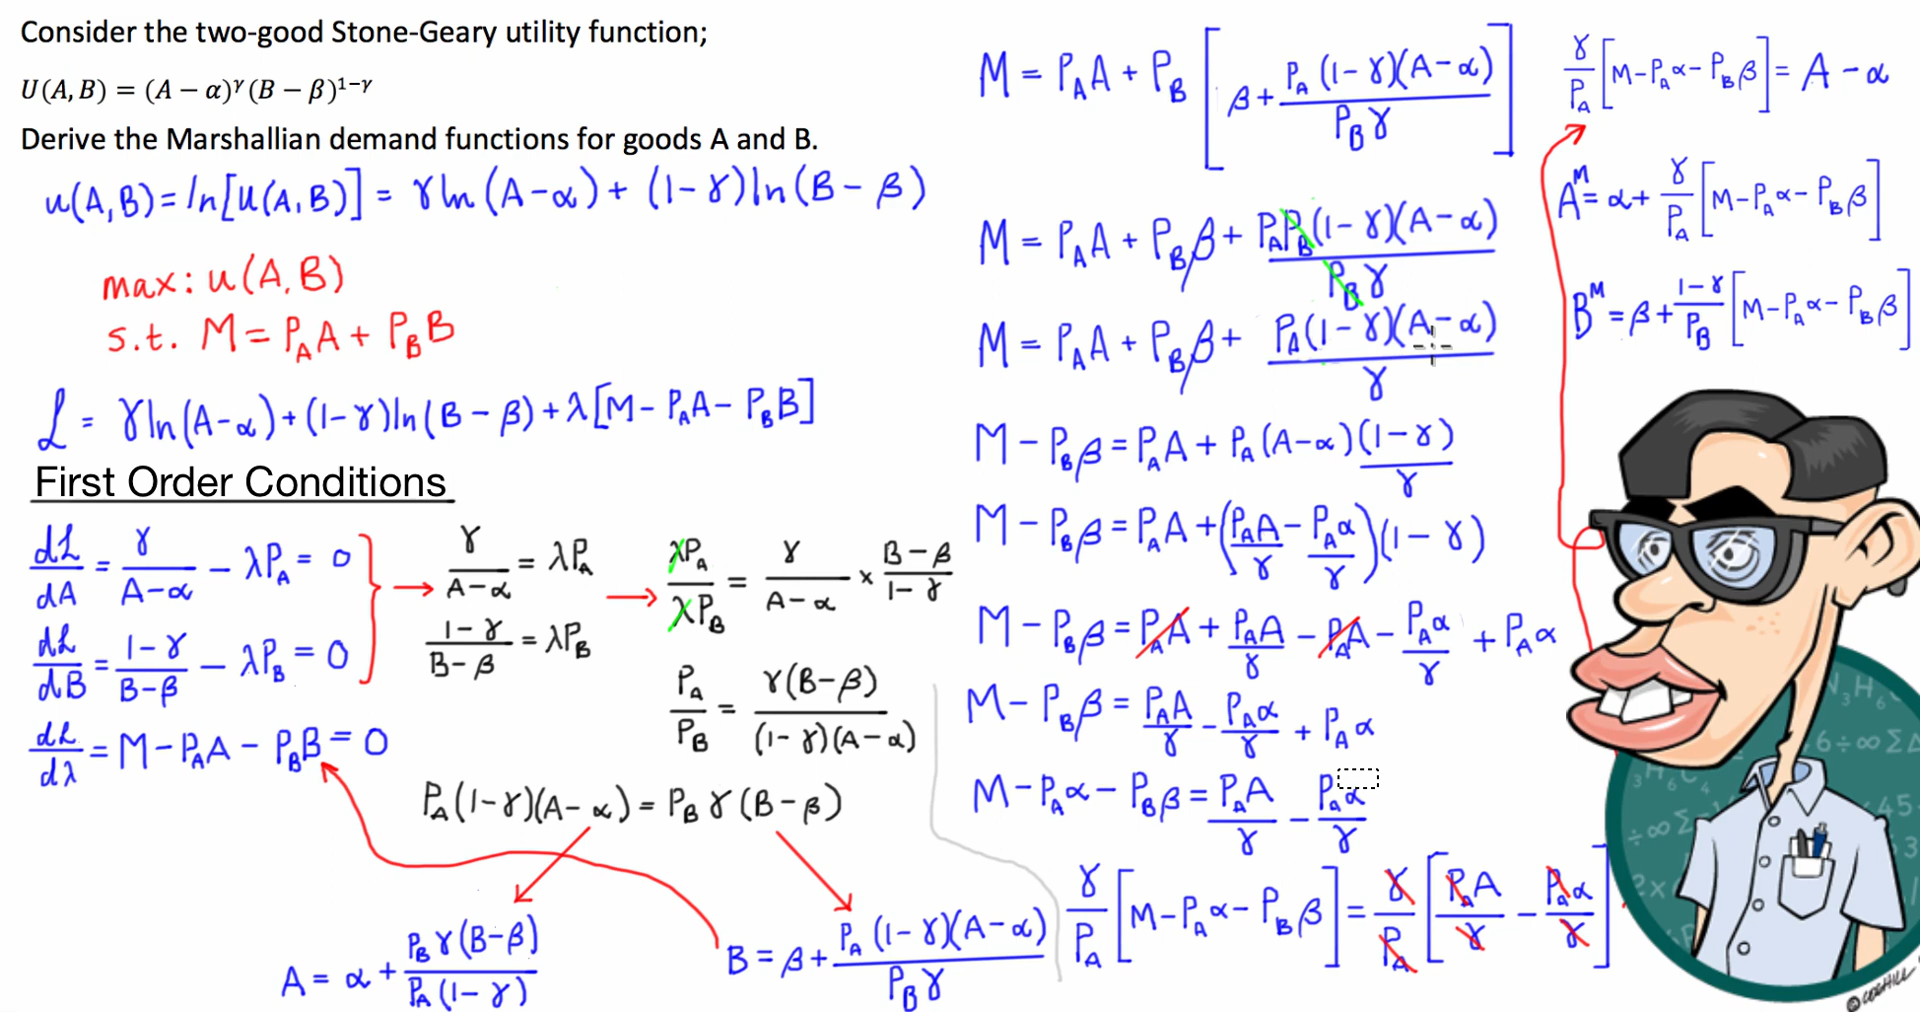 Consider the two-good Stone-Geary utility function;
U(A, B) = (A − α)^γ (B − β)^{1−γ}
Derive the Marshallian demand functions for goods A and B.
u(A,B) = ln[U(A,B)] = γln(A-α) + (1-γ)ln(B-β)
max: u(A,B)
s.t. M = P_A A + P_B B
ℒ = γln(A-α) + (1-γ)ln(B-β) + λ[M - P_A A - P_B B]
First Order Conditions
dℒ/dA = γ/(A-α) - λP_A = 0
dℒ/dB = (1-γ)/(B-β) - λP_B = 0
dℒ/dλ = M - P_A A - P_B B = 0
γ/(A-α) = λP_A
(1-γ)/(B-β) = λP_B
λP_A/λP_B = γ/(A-α) × (B-β)/(1-γ)
P_A/P_B = γ(B-β)/((1-γ)(A-α))
P_A(1-γ)(A-α) = P_B γ(B-β)
A = α + P_B γ(B-β)/(P_A(1-γ))
B = β + P_A(1-γ)(A-α)/(P_B γ)
M = P_A A + P_B [β + P_A(1-γ)(A-α)/(P_B γ)]
M = P_A A + P_B β + P_A P_B(1-γ)(A-α)/(P_B γ)
M = P_A A + P_B β + P_A(1-γ)(A-α)/γ
M - P_B β = P_A A + P_A(A-α)(1-γ)/γ
M - P_B β = P_A A + (P_A A/γ - P_A α/γ)(1-γ)
M - P_B β = P_A A + P_A A/γ - P_A A - P_A α/γ + P_A α
M - P_B β = P_A A/γ - P_A α/γ + P_A α
M - P_A α - P_B β = P_A A/γ - P_A α/γ
γ/P_A [M - P_A α - P_B β] = γ/P_A [P_A A/γ - P_A α/γ]
γ/P_A [M - P_A α - P_B β] = A - α
A^M = α + γ/P_A [M - P_A α - P_B β]
B^M = β + (1-γ)/P_B [M - P_A α - P_B β]